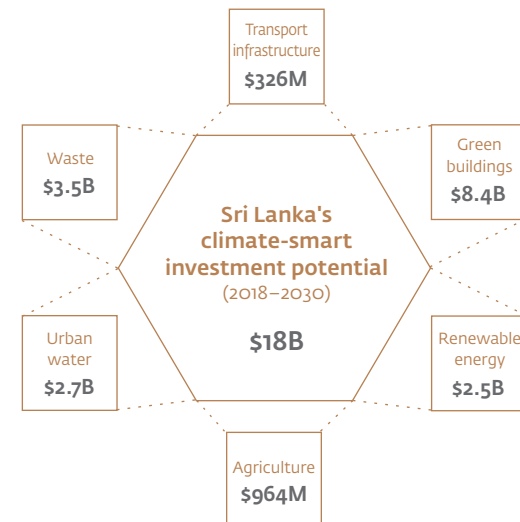 Transport
infrastructure
$326M
Waste
$3.5B
Green
buildings
$8.4B
Sri Lanka's
climate-smart
investment potential
(2018–2030)
$18B
Urban
water
$2.7B
Renewable
energy
$2.5B
Agriculture
$964M